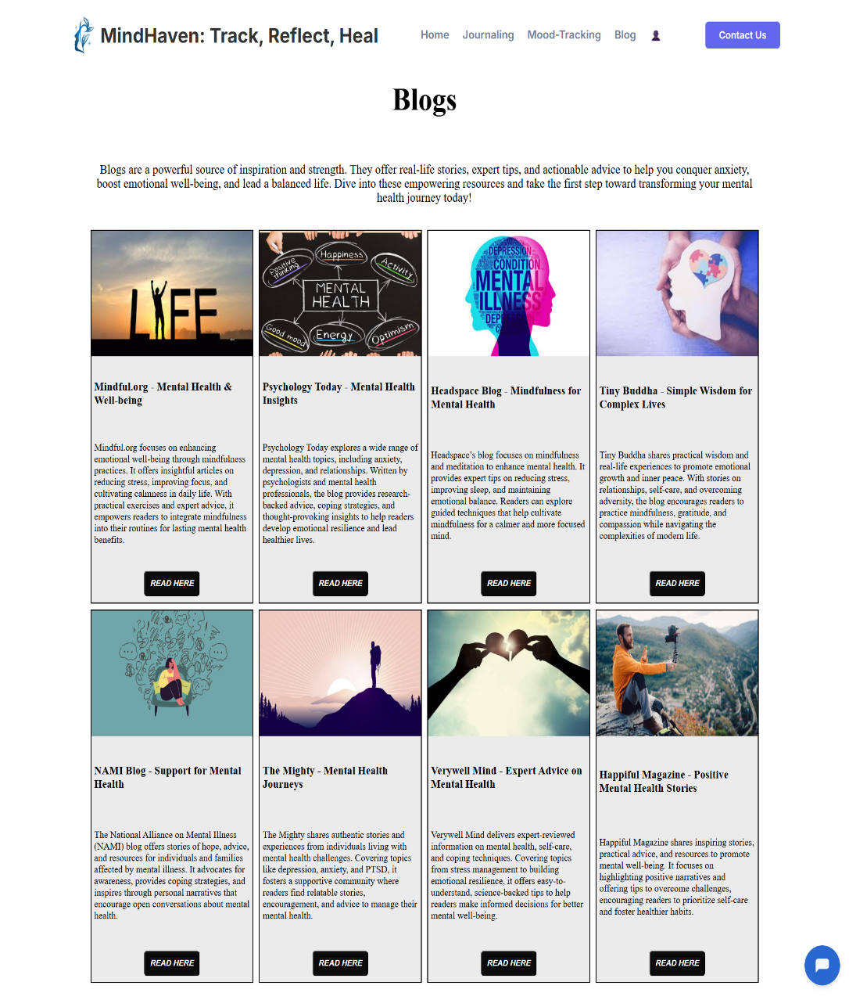 MindHaven: Track, Reflect, Heal
Home
Journaling
Mood-Tracking
Blog
Contact Us
Blogs
Blogs are a powerful source of inspiration and strength. They offer real-life stories, expert tips, and actionable advice to help you conquer anxiety,
boost emotional well-being, and lead a balanced life. Dive into these empowering resources and take the first step toward transforming your mental
health journey today!
LIFE
Mindful.org - Mental Health &
Well-being
Mindful.org focuses on enhancing
emotional well-being through mindfulness
practices. It offers insightful articles on
reducing stress, improving focus, and
cultivating calmness in daily life. With
practical exercises and expert advice, it
empowers readers to integrate mindfulness
into their routines for lasting mental health
benefits.
READ HERE
Positive
thinking
Happiness
Activity
MENTAL
HEALTH
Good mood
Energy
Optimism
Psychology Today - Mental Health
Insights
Psychology Today explores a wide range of
mental health topics, including anxiety,
depression, and relationships. Written by
psychologists and mental health
professionals, the blog provides research-
backed advice, coping strategies, and
thought-provoking insights to help readers
develop emotional resilience and lead
healthier lives.
READ HERE
DEPRESSION
CONDITION
MENTAL
ILLNESS
Headspace Blog - Mindfulness for
Mental Health
Headspace's blog focuses on mindfulness
and meditation to enhance mental health. It
provides expert tips on reducing stress,
improving sleep, and maintaining
emotional balance. Readers can explore
guided techniques that help cultivate
mindfulness for a calmer and more focused
mind.
READ HERE
Tiny Buddha - Simple Wisdom for
Complex Lives
Tiny Buddha shares practical wisdom and
real-life experiences to promote emotional
growth and inner peace. With stories on
relationships, self-care, and overcoming
adversity, the blog encourages readers to
practice mindfulness, gratitude, and
compassion while navigating the
complexities of modern life.
READ HERE
NAMI Blog - Support for Mental
Health
The National Alliance on Mental Illness
(NAMI) blog offers stories of hope, advice,
and resources for individuals and families
affected by mental illness. It advocates for
awareness, provides coping strategies, and
inspires through personal narratives that
encourage open conversations about mental
health.
READ HERE
The Mighty - Mental Health
Journeys
The Mighty shares authentic stories and
experiences from individuals living with
mental health challenges. Covering topics
like depression, anxiety, and PTSD, it
fosters a supportive community where
readers find relatable stories,
encouragement, and advice to manage their
mental health.
READ HERE
Verywell Mind - Expert Advice on
Mental Health
Verywell Mind delivers expert-reviewed
information on mental health, self-care,
and coping techniques. Covering topics
from stress management to building
emotional resilience, it offers easy-to-
understand, science-backed tips to help
readers make informed decisions for better
mental well-being.
READ HERE
Happiful Magazine - Positive
Mental Health Stories
Happiful Magazine shares inspiring stories,
practical advice, and resources to promote
mental well-being. It focuses on
highlighting positive narratives and
offering tips to overcome challenges,
encouraging readers to prioritize self-care
and foster healthier habits.
READ HERE